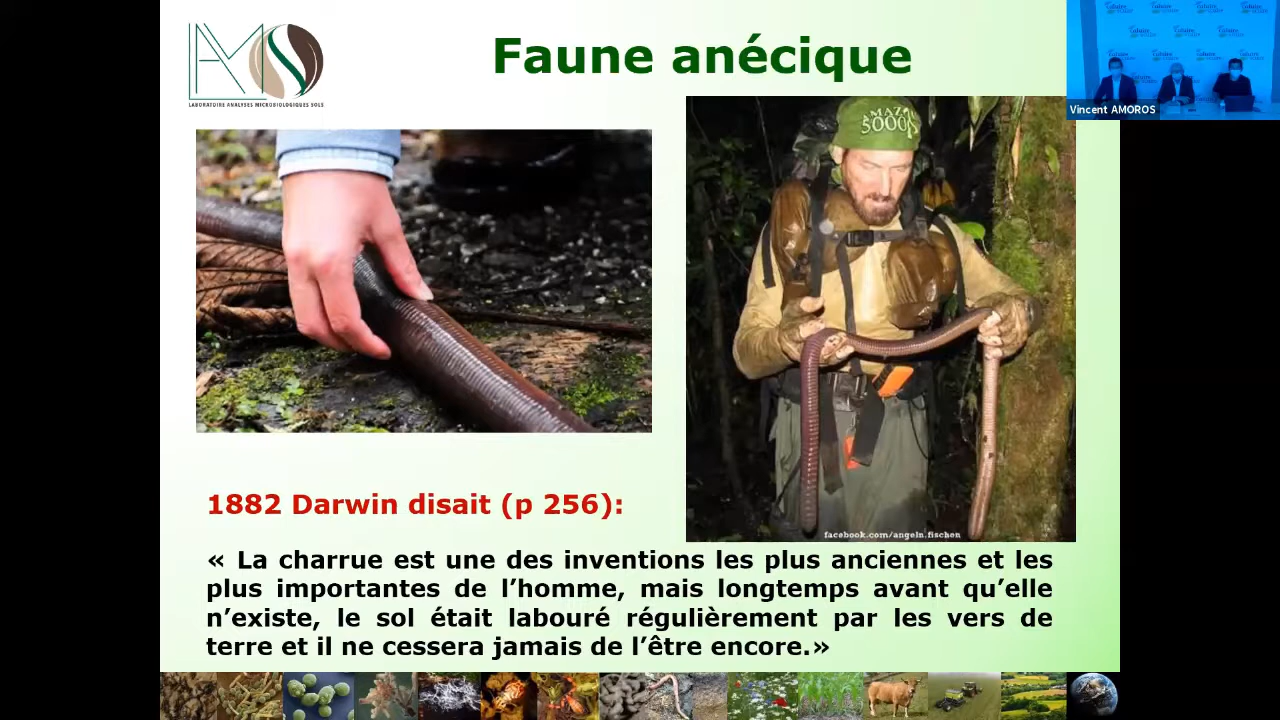 LAMS
LABORATOIRE ANALYSES MICROBIOLOGIQUES SOLS
Faune anécique
Vincent AMOROS
AMAZ
5000
facebook.com/angeln.fischen
1882 Darwin disait (p 256):
« La charrue est une des inventions les plus anciennes et les
plus importantes de l’homme, mais longtemps avant qu’elle
n’existe, le sol était labouré régulièrement par les vers de
terre et il ne cessera jamais de l’être encore.»